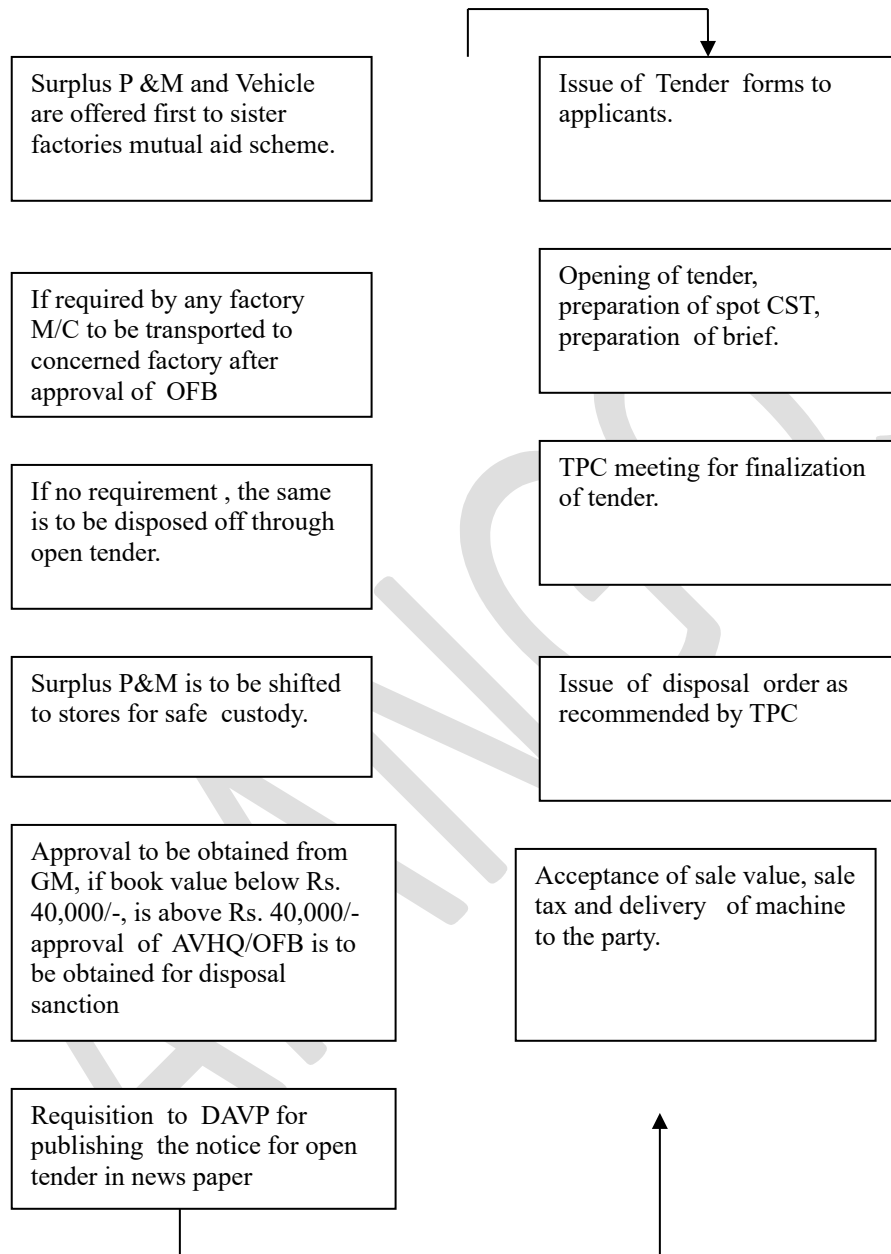 Surplus P &M and Vehicle
are offered first to sister
factories mutual aid scheme.
If required by any factory
M/C to be transported to
concerned factory after
approval of OFB
If no requirement , the same
is to be disposed off through
open tender.
Surplus P&M is to be shifted
to stores for safe custody.
Approval to be obtained from
GM, if book value below Rs.
40,000/-, is above Rs. 40,000/-
approval of AVHQ/OFB is to
be obtained for disposal
sanction
Requisition to DAVP for
publishing the notice for open
tender in news paper
Issue of Tender forms to
applicants.
Opening of tender,
preparation of spot CST,
preparation of brief.
TPC meeting for finalization
of tender.
Issue of disposal order as
recommended by TPC
Acceptance of sale value, sale
tax and delivery of machine
to the party.